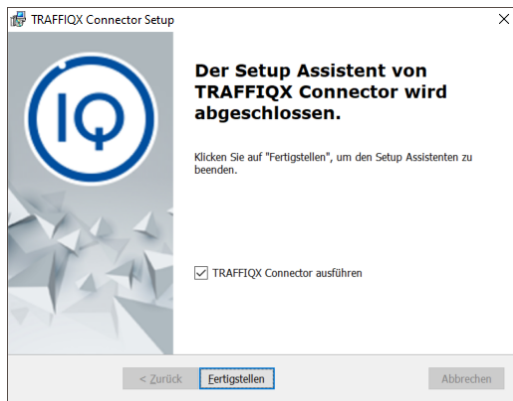 TRAFFIQX Connector Setup
IQ
Der Setup Assistent von
TRAFFIQX Connector wird
abgeschlossen.
Klicken Sie auf "Fertigstellen", um den Setup Assistenten zu
beenden.
TRAFFIQX Connector ausführen
< Zurück Fertigstellen Abbrechen